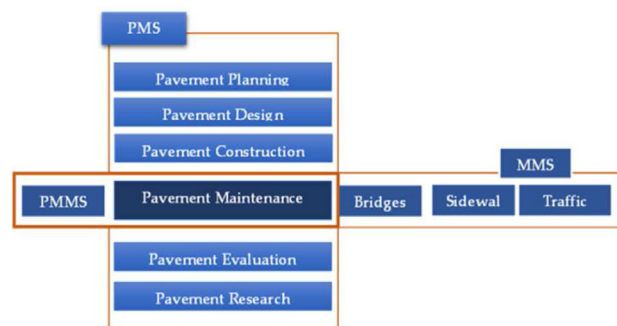 PMS
Pavement Planning
Pavement Design
Pavement Construction
MMS
PMMS
Pavement Maintenance
Bridges
Sidewal
Traffic
Pavement Evaluation
Pavement Research